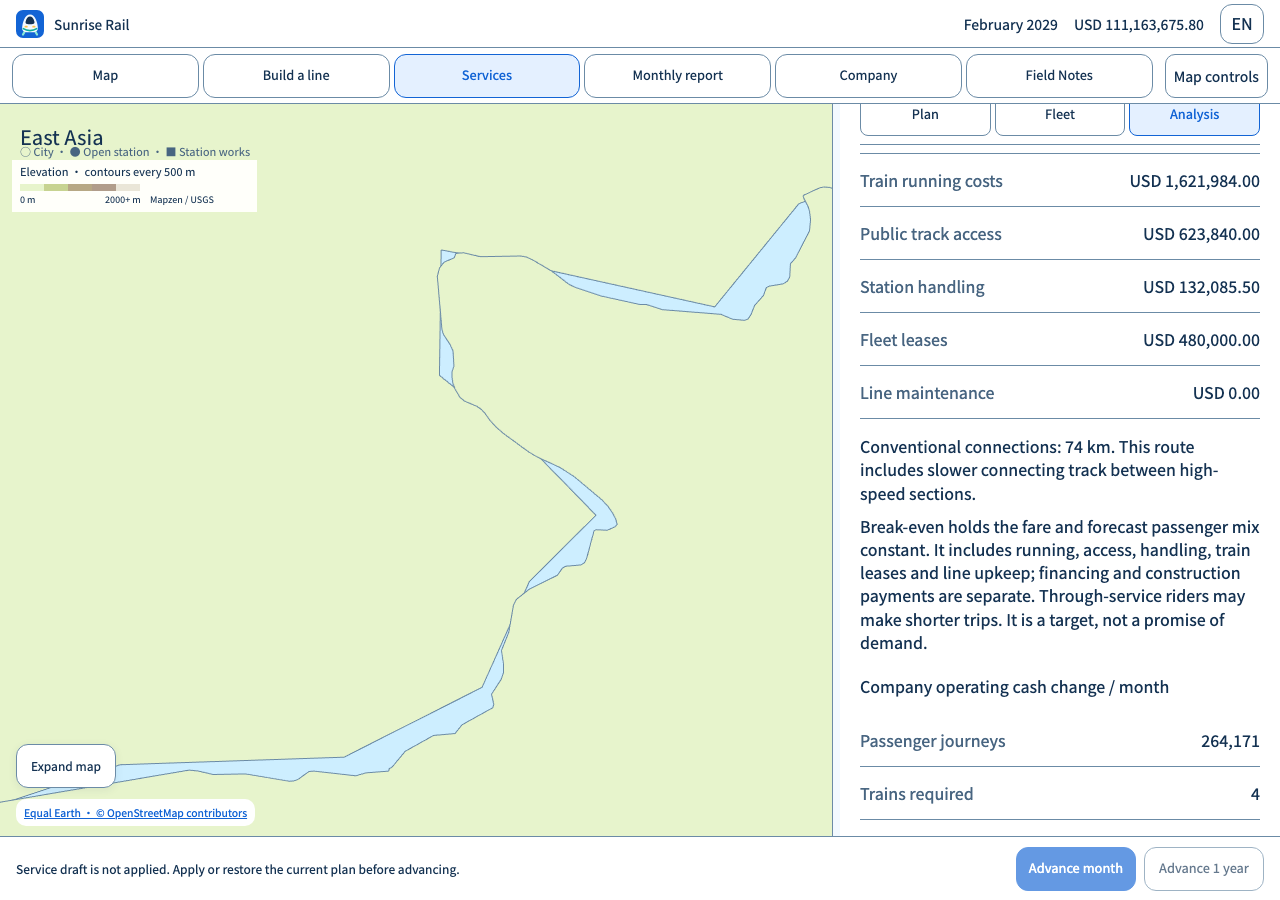 Sunrise Rail
February 2029 USD 111,163,675.80 EN
Map Build a line Services Monthly report Company Field Notes Map controls
East Asia
City • Open station • Station works
Elevation • contours every 500 m
0 m 2000+ m Mapzen / USGS
Expand map
Equal Earth • © OpenStreetMap contributors
Plan Fleet Analysis
Train running costs USD 1,621,984.00
Public track access USD 623,840.00
Station handling USD 132,085.50
Fleet leases USD 480,000.00
Line maintenance USD 0.00
Conventional connections: 74 km. This route
includes slower connecting track between high-
speed sections.
Break-even holds the fare and forecast passenger mix
constant. It includes running, access, handling, train
leases and line upkeep; financing and construction
payments are separate. Through-service riders may
make shorter trips. It is a target, not a promise of
demand.
Company operating cash change / month
Passenger journeys 264,171
Trains required 4
Service draft is not applied. Apply or restore the current plan before advancing.
Advance month Advance 1 year